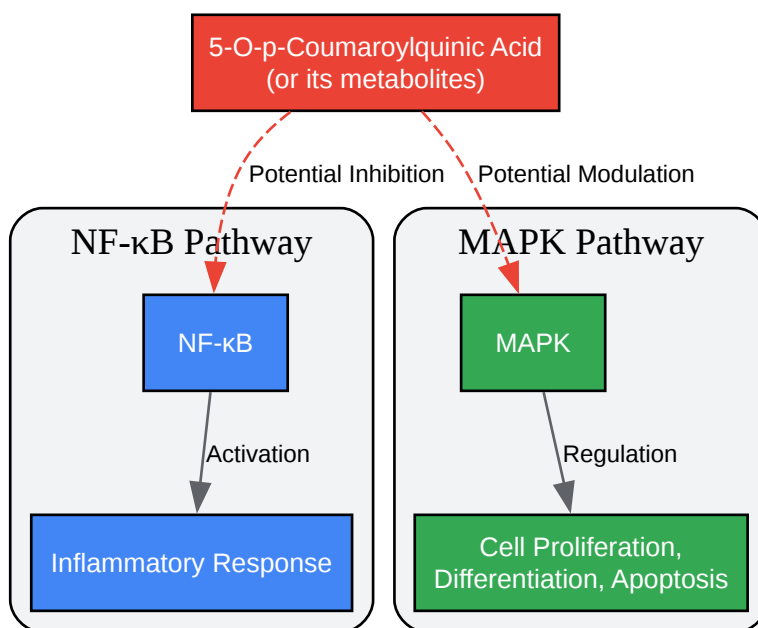 5-O-p-Coumaroylquinic Acid
(or its metabolites)
Potential Inhibition
Potential Modulation
NF-κB Pathway
MAPK Pathway
NF-κB
MAPK
Activation
Regulation
Inflammatory Response
Cell Proliferation,
Differentiation, Apoptosis